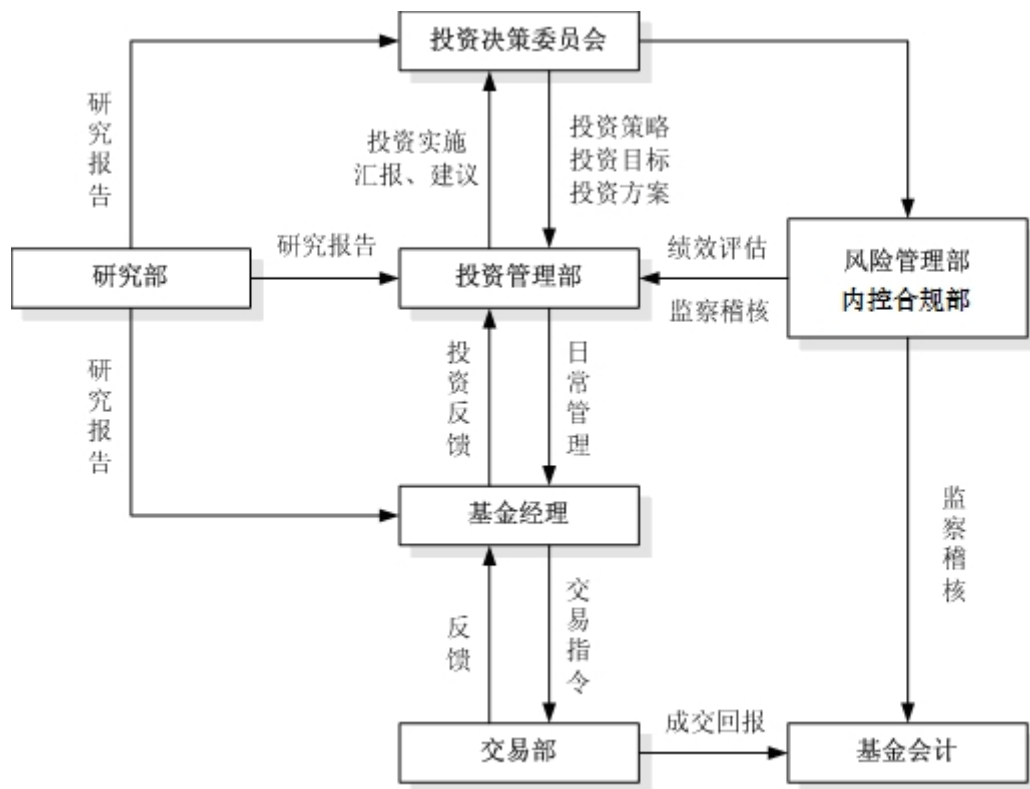 投资决策委员会
研究报告
投资实施
汇报、建议
投资策略
投资目标
投资方案
研究部
研究报告
投资管理部
绩效评估
监察稽核
风险管理部
内控合规部
研究报告
投资反馈
日常管理
基金经理
监察稽核
反馈
交易指令
交易部
成交回报
基金会计